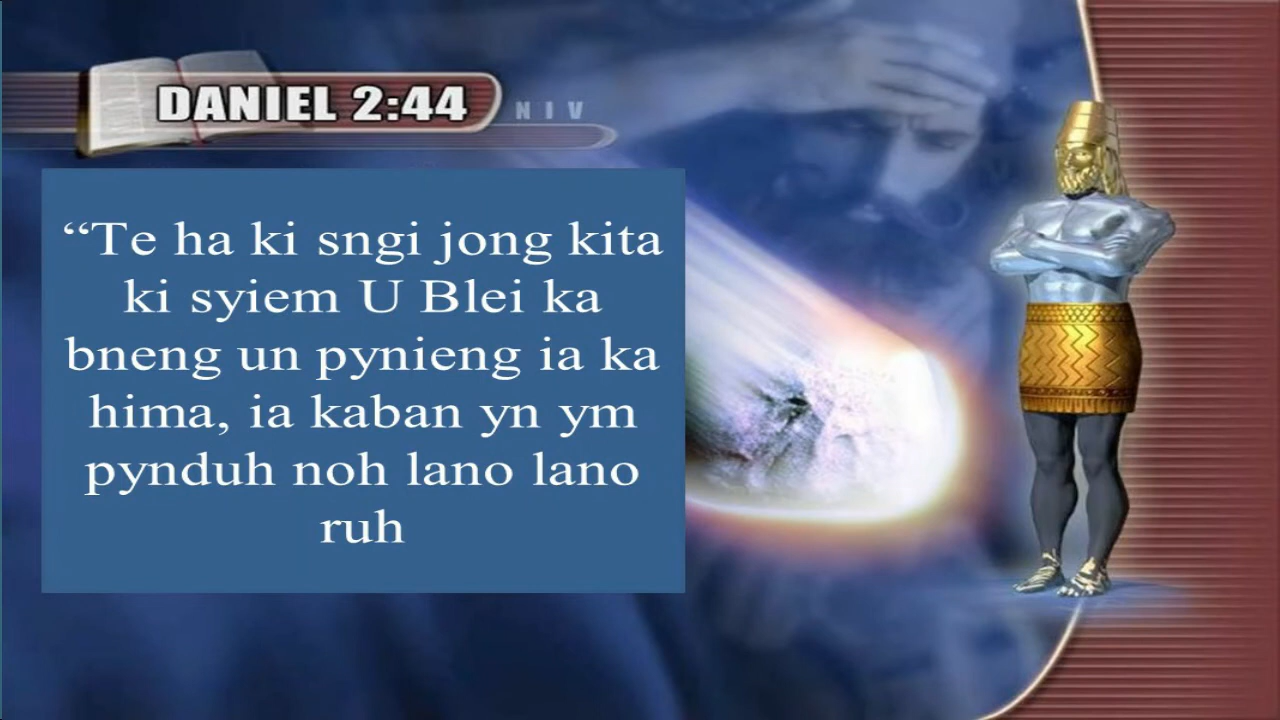 DANIEL 2:44
NIV
“Te ha ki sngi jong kita
ki syiem U Blei ka
bneng un pynieng ia ka
hima, ia kaban yn ym
pynduh noh lano lano
ruh